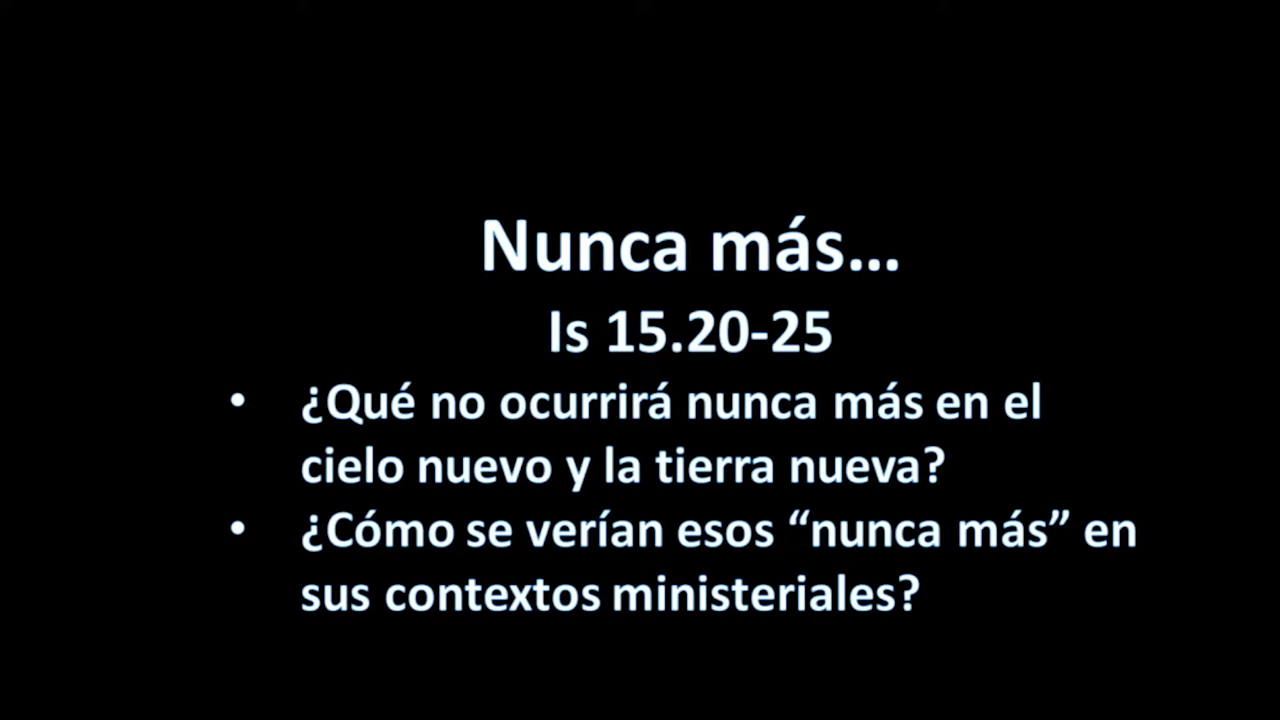 Nunca más…
Is 15.20-25
• ¿Qué no ocurrirá nunca más en el
cielo nuevo y la tierra nueva?
• ¿Cómo se verían esos “nunca más” en
sus contextos ministeriales?